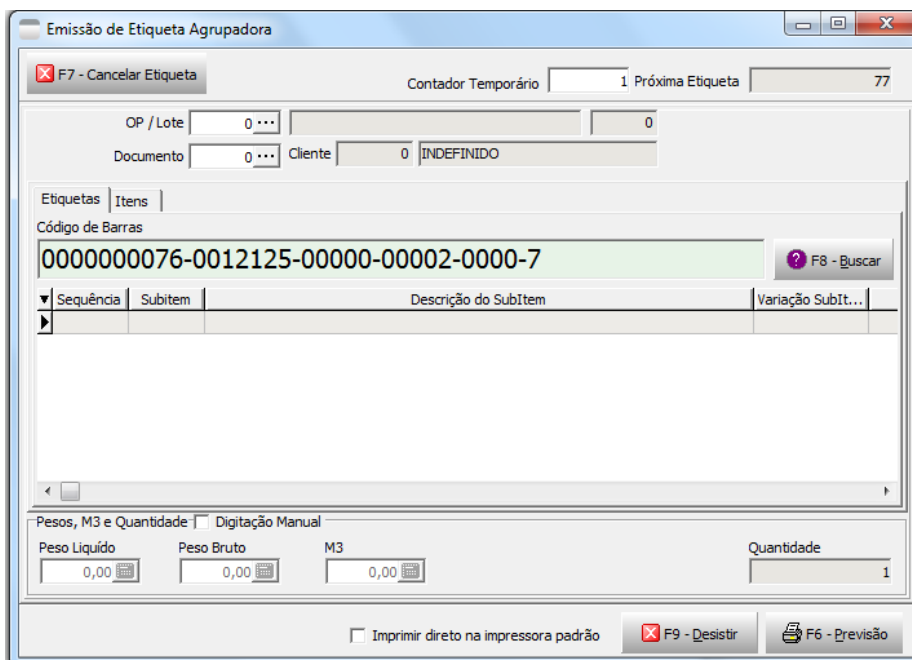 Emissão de Etiqueta Agrupadora
F7 - Cancelar Etiqueta
Contador Temporário 1 Próxima Etiqueta 77
OP / Lote 0 ... 0
Documento 0 ... Cliente 0 INDEFINIDO
Etiquetas Itens
Código de Barras
0000000076-0012125-00000-00002-0000-7 F8 - Buscar
Sequência Subitem Descrição do SubItem Variação SubIt...
Pesos, M3 e Quantidade Digitação Manual
Peso Liquído Peso Bruto M3 Quantidade
0,00 0,00 0,00 1
Imprimir direto na impressora padrão F9 - Desistir F6 - Previsão